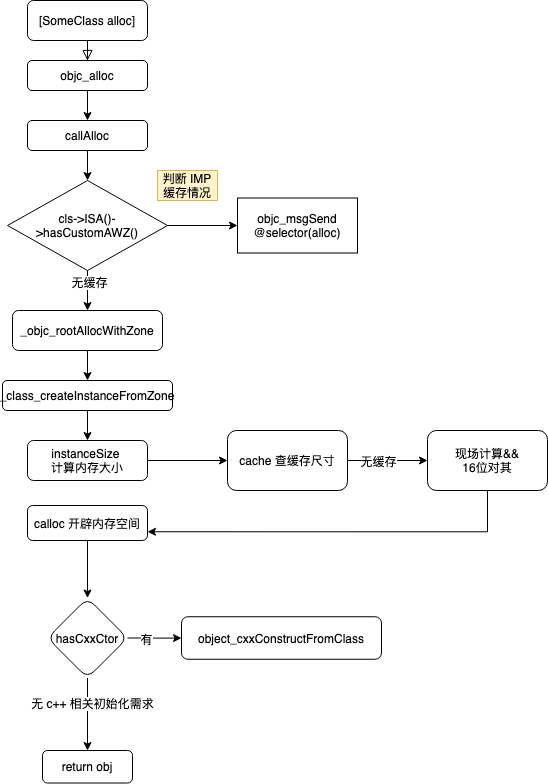 [SomeClass alloc]
objc_alloc
callAlloc
判断 IMP
缓存情况
cls->ISA()-
>hasCustomAWZ()
objc_msgSend
@selector(alloc)
无缓存
_objc_rootAllocWithZone
_class_createInstanceFromZone
instanceSize
计算内存大小
cache 查缓存尺寸
无缓存
现场计算&&
16位对其
calloc 开辟内存空间
hasCxxCtor
有
object_cxxConstructFromClass
无 c++ 相关初始化需求
return obj